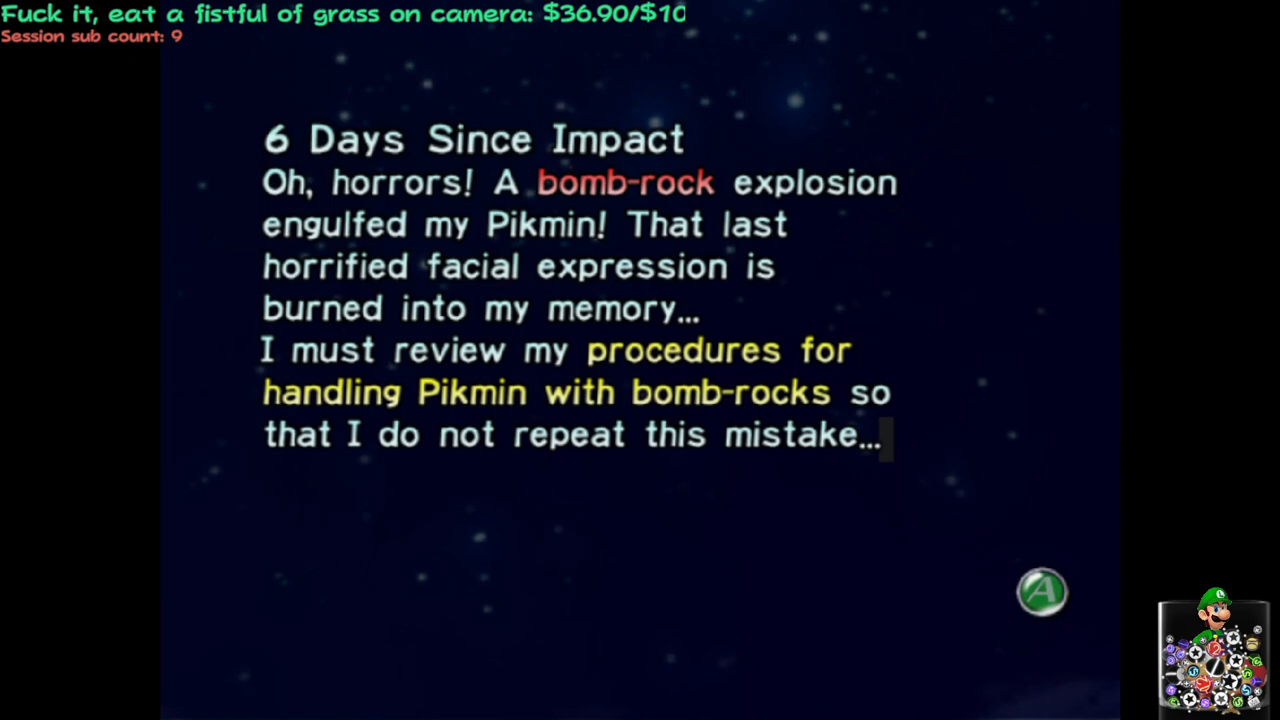 Fuck it, eat a fistful of grass on camera: $36.90/$10
Session sub count: 9
6 Days Since Impact
Oh, horrors! A bomb-rock explosion
engulfed my Pikmin! That last
horrified facial expression is
burned into my memory...
I must review my procedures for
handling Pikmin with bomb-rocks so
that I do not repeat this mistake...
A